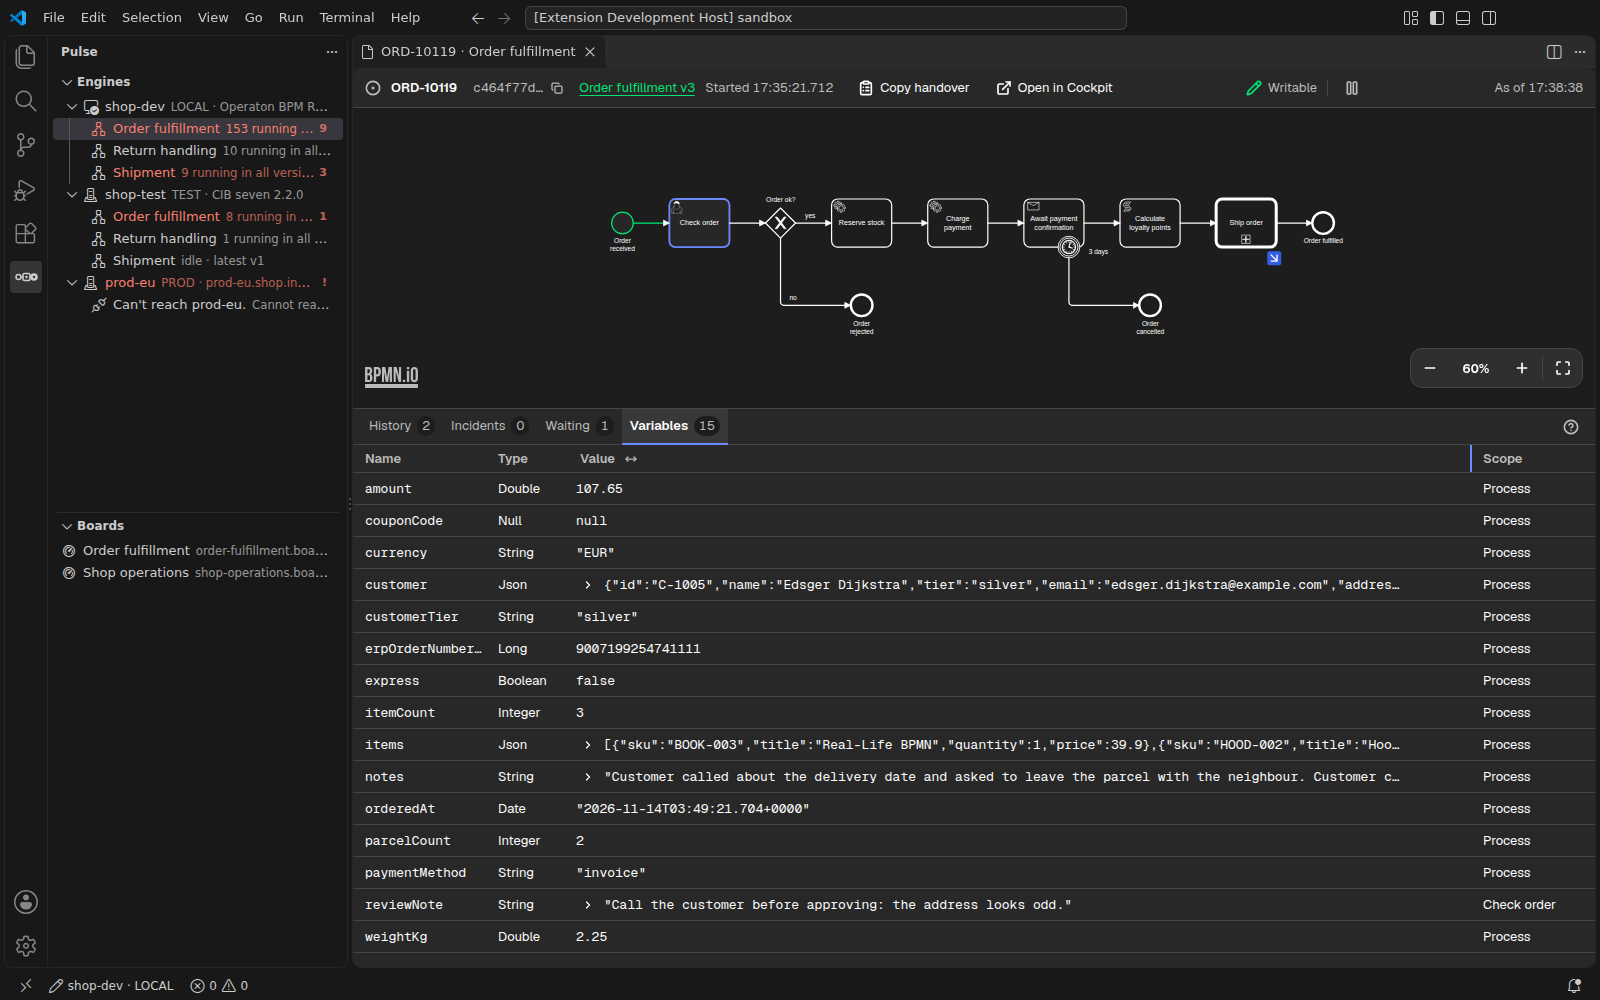 File Edit Selection View Go Run Terminal Help
[Extension Development Host] sandbox
Pulse
Engines
shop-dev LOCAL · Operaton BPM R...
Order fulfillment 153 running ... 9
Return handling 10 running in all...
Shipment 9 running in all versi... 3
shop-test TEST · CIB seven 2.2.0
Order fulfillment 8 running in ... 1
Return handling 1 running in all ...
Shipment idle · latest v1
prod-eu PROD · prod-eu.shop.in... !
Can't reach prod-eu. Cannot rea...
Boards
Order fulfillment order-fulfillment.boa...
Shop operations shop-operations.boa...
ORD-10119 · Order fulfillment
ORD-10119 c464f77d... Order fulfillment v3 Started 17:35:21.712 Copy handover Open in Cockpit Writable As of 17:38:38
Order received
Check order
Order ok?
yes
no
Reserve stock
Charge payment
Await payment confirmation
3 days
Calculate loyalty points
Ship order
Order fulfilled
Order rejected
Order cancelled
BPMN.iO
60%
History 2 Incidents 0 Waiting 1 Variables 15
Name Type Value Scope
amount Double 107.65 Process
couponCode Null null Process
currency String "EUR" Process
customer Json {"id":"C-1005","name":"Edsger Dijkstra","tier":"silver","email":"edsger.dijkstra@example.com","addres... Process
customerTier String "silver" Process
erpOrderNumber... Long 9007199254741111 Process
express Boolean false Process
itemCount Integer 3 Process
items Json [{"sku":"BOOK-003","title":"Real-Life BPMN","quantity":1,"price":39.9},{"sku":"HOOD-002","title":"Hoo... Process
notes String "Customer called about the delivery date and asked to leave the parcel with the neighbour. Customer c... Process
orderedAt Date "2026-11-14T03:49:21.704+0000" Process
parcelCount Integer 2 Process
paymentMethod String "invoice" Process
reviewNote String "Call the customer before approving: the address looks odd." Check order
weightKg Double 2.25 Process
shop-dev · LOCAL 0 0